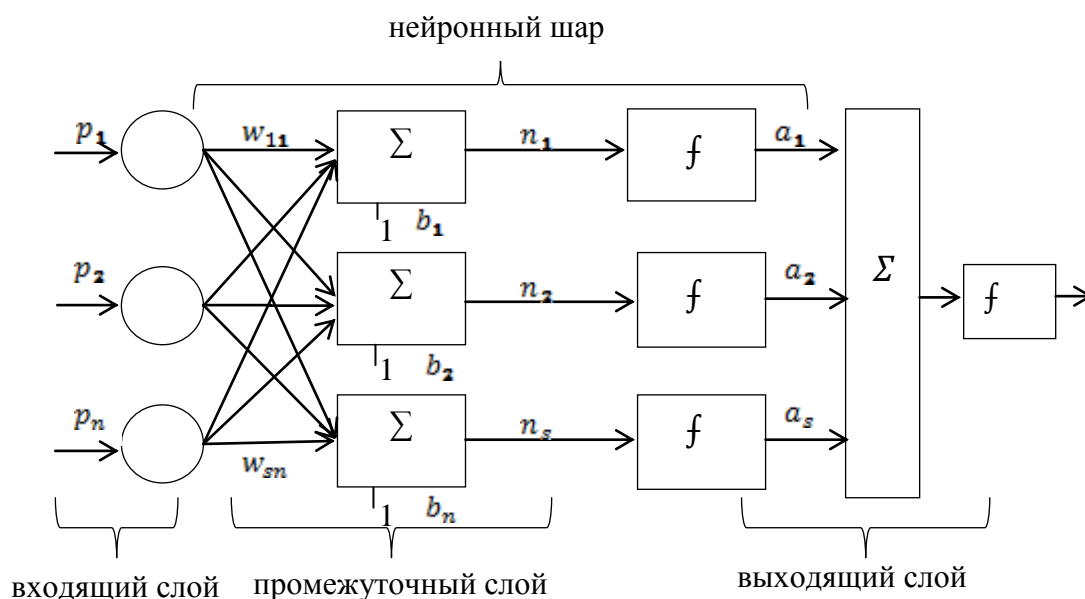 нейронный шар
p₁ w₁₁ Σ n₁ f a₁
1 b₁
p₂ Σ n₂ f a₂ Σ f
1 b₂
pₙ Σ nₛ f aₛ
wₛₙ
1 bₙ
входящий слой промежуточный слой выходящий слой